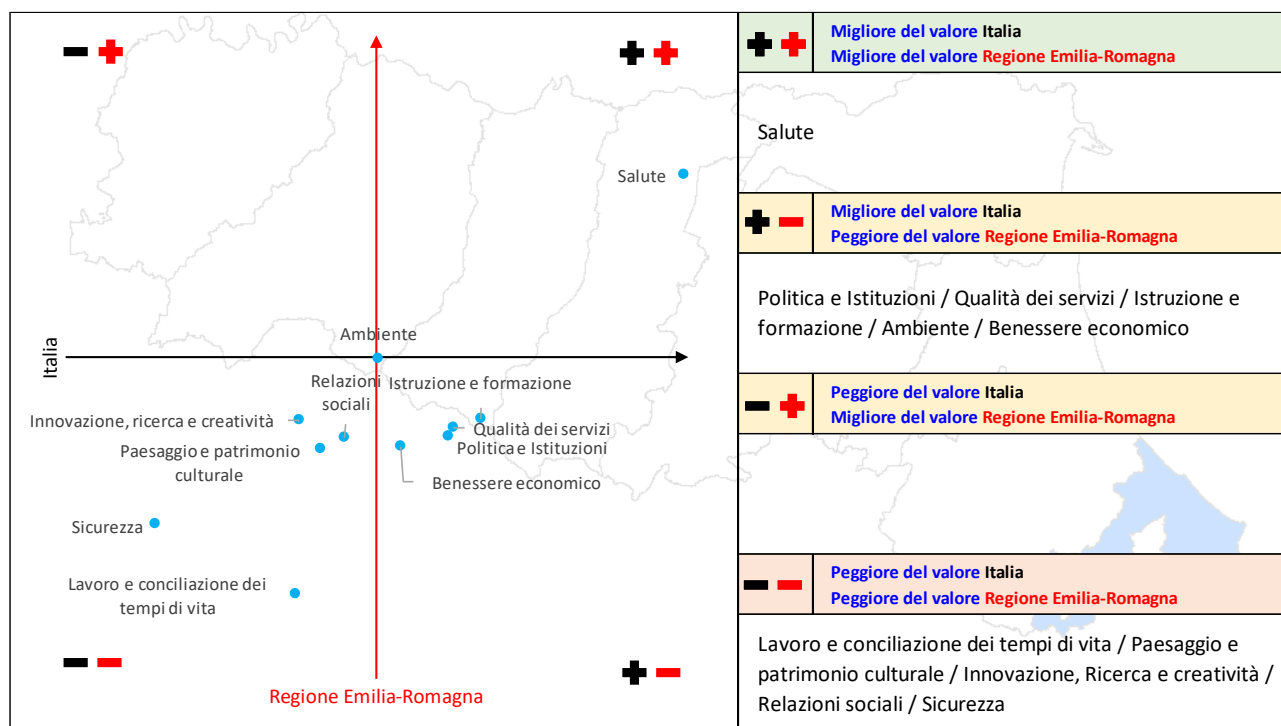 Salute
Ambiente
Italia
Relazioni
sociali
Istruzione e formazione
Innovazione, ricerca e creatività
Qualità dei servizi
Paesaggio e patrimonio
culturale
Politica e Istituzioni
Benessere economico
Sicurezza
Lavoro e conciliazione dei
tempi di vita
Regione Emilia-Romagna
Migliore del valore Italia
Migliore del valore Regione Emilia-Romagna
Salute
Migliore del valore Italia
Peggiore del valore Regione Emilia-Romagna
Politica e Istituzioni / Qualità dei servizi / Istruzione e
formazione / Ambiente / Benessere economico
Peggiore del valore Italia
Migliore del valore Regione Emilia-Romagna
Peggiore del valore Italia
Peggiore del valore Regione Emilia-Romagna
Lavoro e conciliazione dei tempi di vita / Paesaggio e
patrimonio culturale / Innovazione, Ricerca e creatività /
Relazioni sociali / Sicurezza